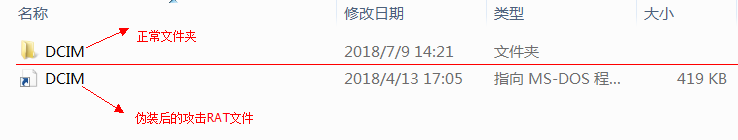 名称 修改日期 类型 大小
正常文件夹
DCIM 2018/7/9 14:21 文件夹
DCIM 2018/4/13 17:05 指向 MS-DOS 程... 419 KB
伪装后的攻击RAT文件